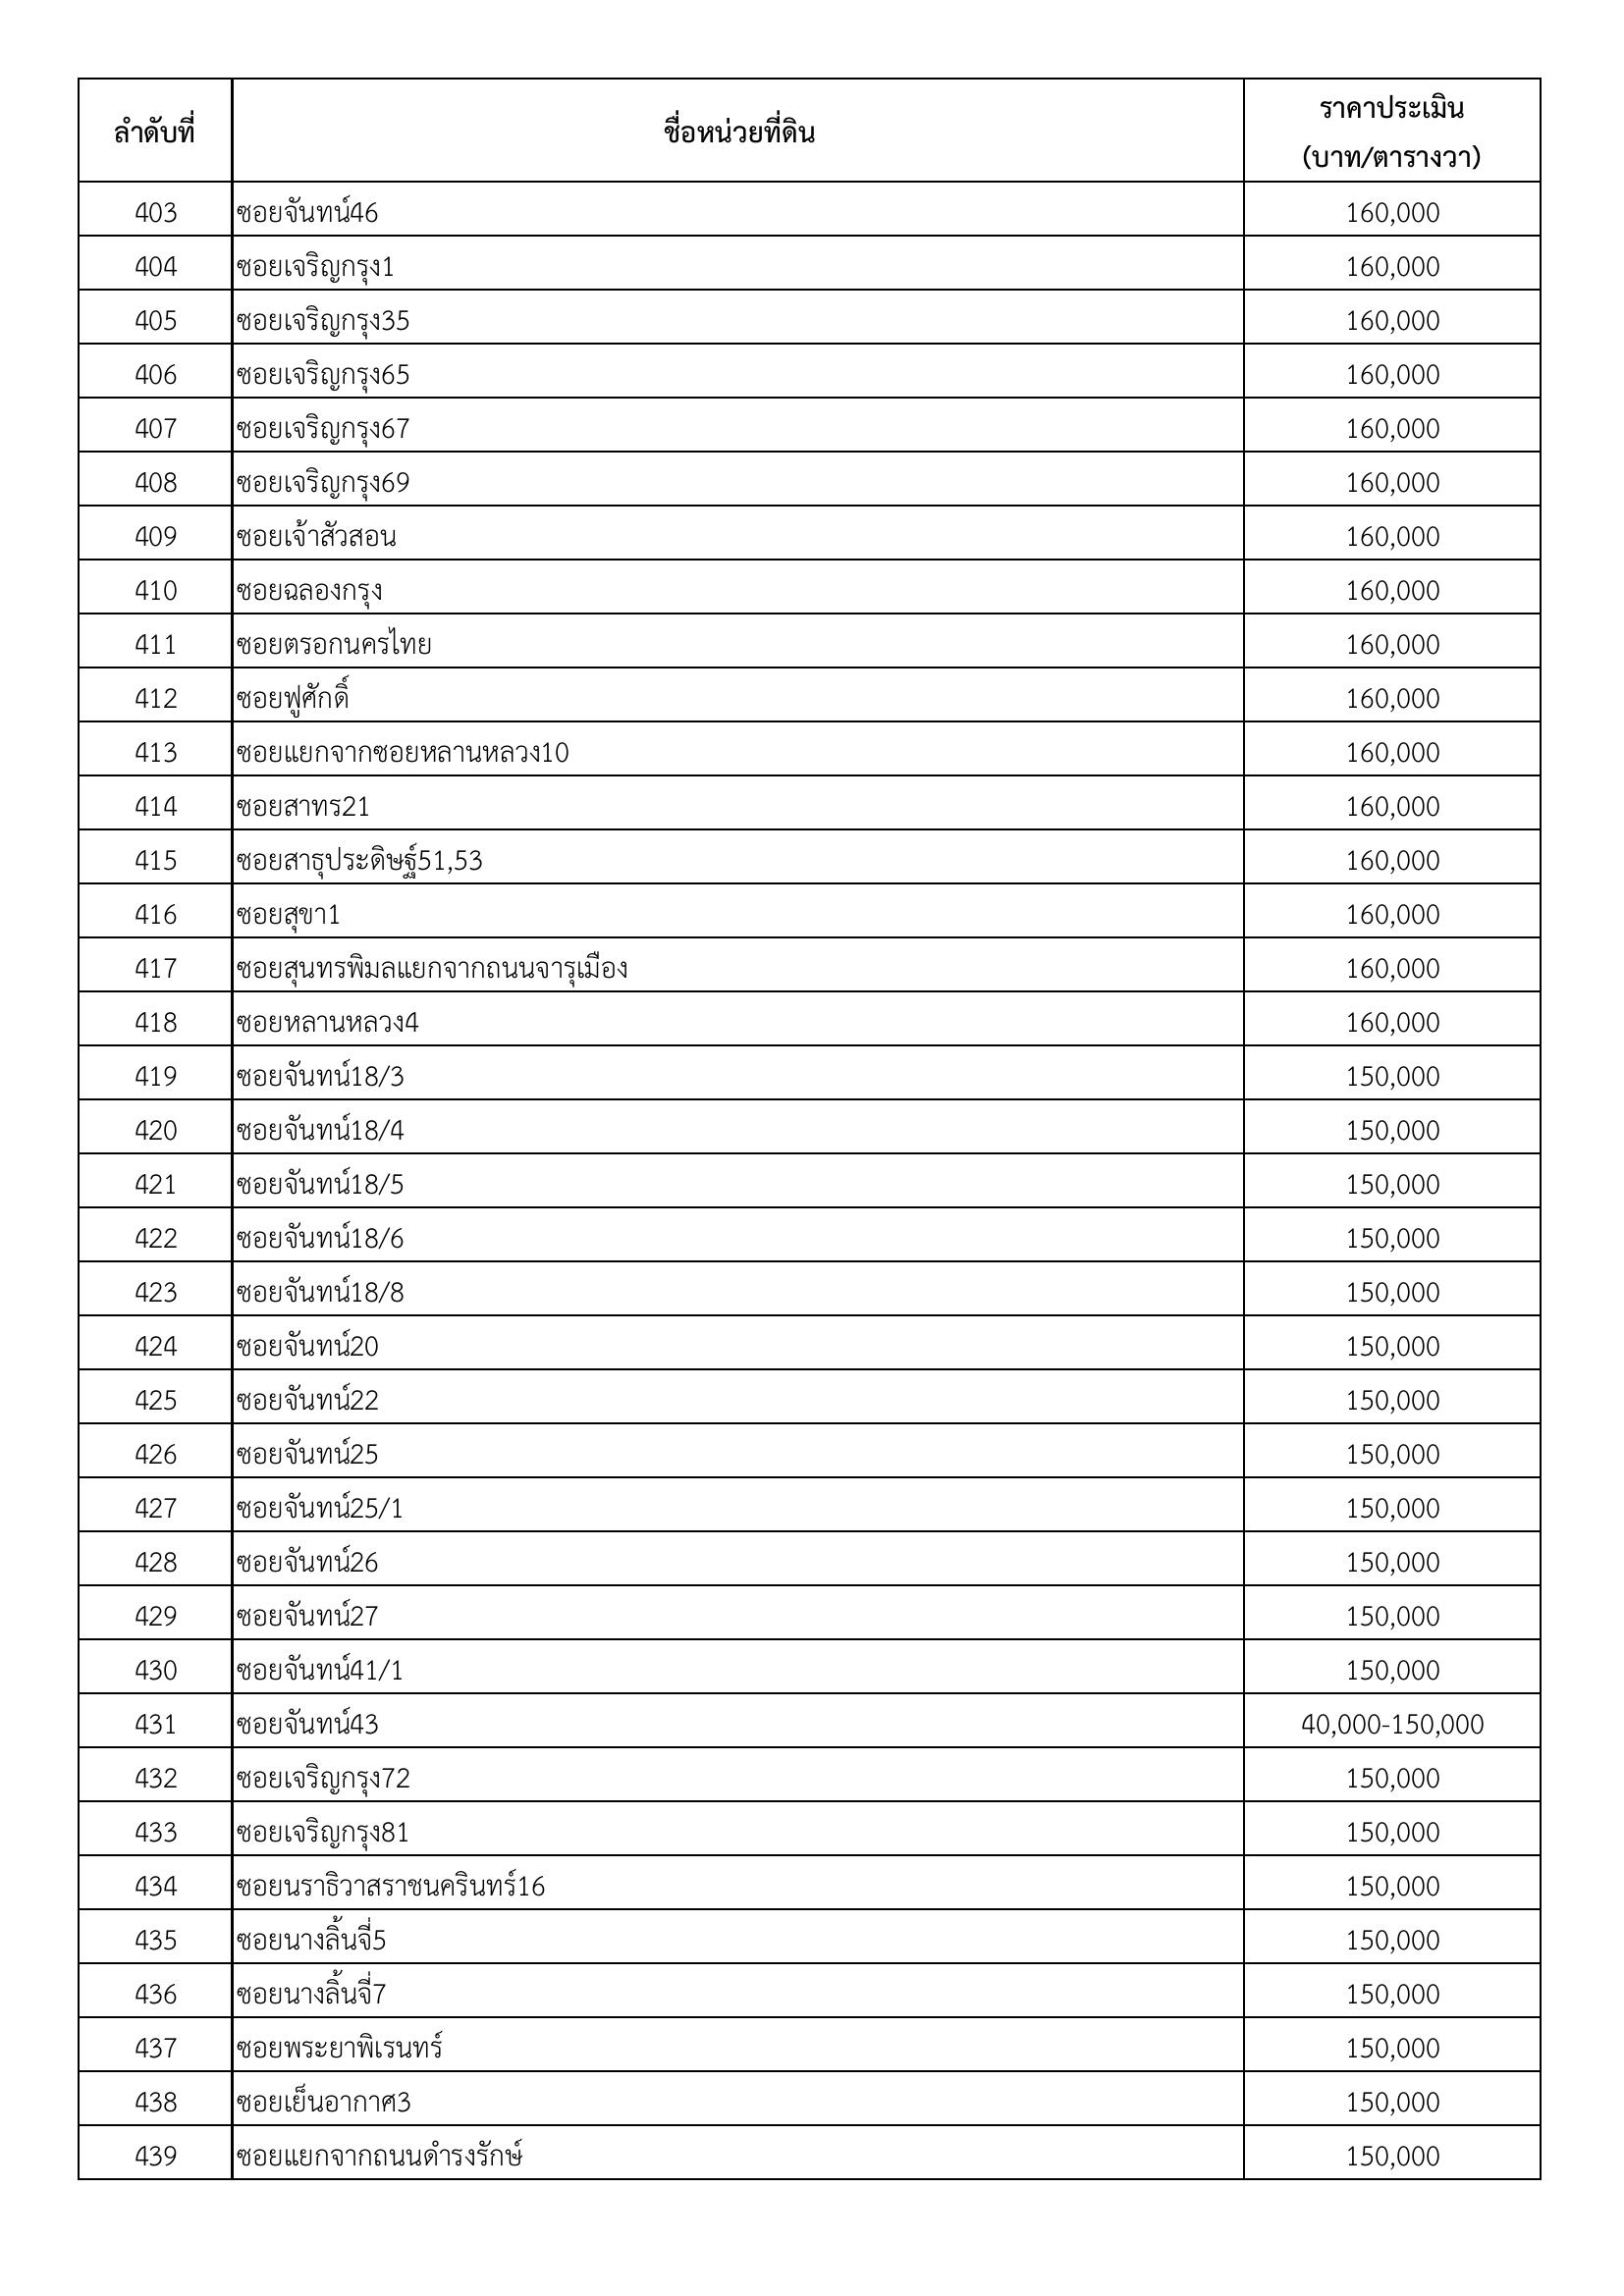 ลำดับที่ ชื่อหน่วยที่ดิน ราคาประเมิน
(บาท/ตารางวา)
403 ซอยจันทน์46 160,000
404 ซอยเจริญกรุง1 160,000
405 ซอยเจริญกรุง35 160,000
406 ซอยเจริญกรุง65 160,000
407 ซอยเจริญกรุง67 160,000
408 ซอยเจริญกรุง69 160,000
409 ซอยเจ้าสัวสอน 160,000
410 ซอยฉลองกรุง 160,000
411 ซอยตรอกนครไทย 160,000
412 ซอยฟูศักดิ์ 160,000
413 ซอยแยกจากซอยหลานหลวง10 160,000
414 ซอยสาทร21 160,000
415 ซอยสาธุประดิษฐ์51,53 160,000
416 ซอยสุขา1 160,000
417 ซอยสุนทรพิมลแยกจากถนนจารุเมือง 160,000
418 ซอยหลานหลวง4 160,000
419 ซอยจันทน์18/3 150,000
420 ซอยจันทน์18/4 150,000
421 ซอยจันทน์18/5 150,000
422 ซอยจันทน์18/6 150,000
423 ซอยจันทน์18/8 150,000
424 ซอยจันทน์20 150,000
425 ซอยจันทน์22 150,000
426 ซอยจันทน์25 150,000
427 ซอยจันทน์25/1 150,000
428 ซอยจันทน์26 150,000
429 ซอยจันทน์27 150,000
430 ซอยจันทน์41/1 150,000
431 ซอยจันทน์43 40,000-150,000
432 ซอยเจริญกรุง72 150,000
433 ซอยเจริญกรุง81 150,000
434 ซอยนราธิวาสราชนครินทร์16 150,000
435 ซอยนางลิ้นจี่5 150,000
436 ซอยนางลิ้นจี่7 150,000
437 ซอยพระยาพิเรนทร์ 150,000
438 ซอยเย็นอากาศ3 150,000
439 ซอยแยกจากถนนดำรงรักษ์ 150,000